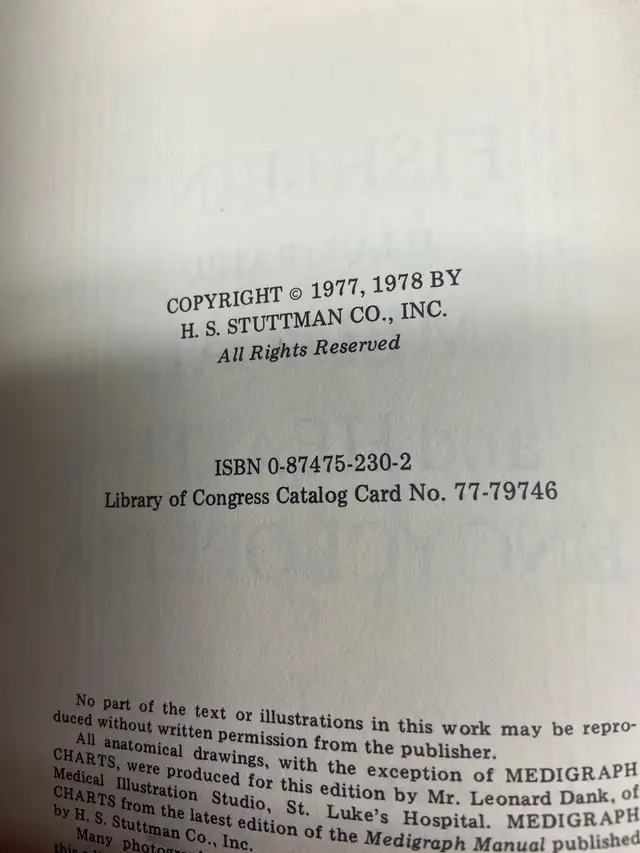 COPYRIGHT © 1977, 1978 BY
H. S. STUTTMAN CO., INC.
All Rights Reserved
ISBN 0-87475-230-2
Library of Congress Catalog Card No. 77-79746
No part of the text or illustrations in this work may be repro-
duced without written permission from the publisher.
All anatomical drawings, with the exception of MEDIGRAPH
CHARTS, were produced for this edition by Mr. Leonard Dank, of
Medical Illustration Studio, St. Luke's Hospital. MEDIGRAPH
CHARTS from the latest edition of the Medigraph Manual published
by H. S. Stuttman Co., Inc.
Many